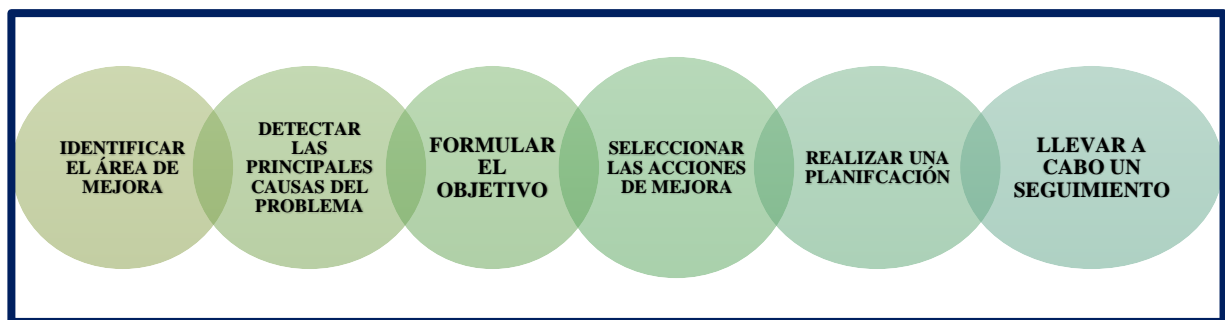 IDENTIFICAR
EL ÁREA DE
MEJORA
DETECTAR
LAS
PRINCIPALES
CAUSAS DEL
PROBLEMA
FORMULAR
EL
OBJETIVO
SELECCIONAR
LAS ACCIONES
DE MEJORA
REALIZAR UNA
PLANIFCACIÓN
LLEVAR A
CABO UN
SEGUIMIENTO